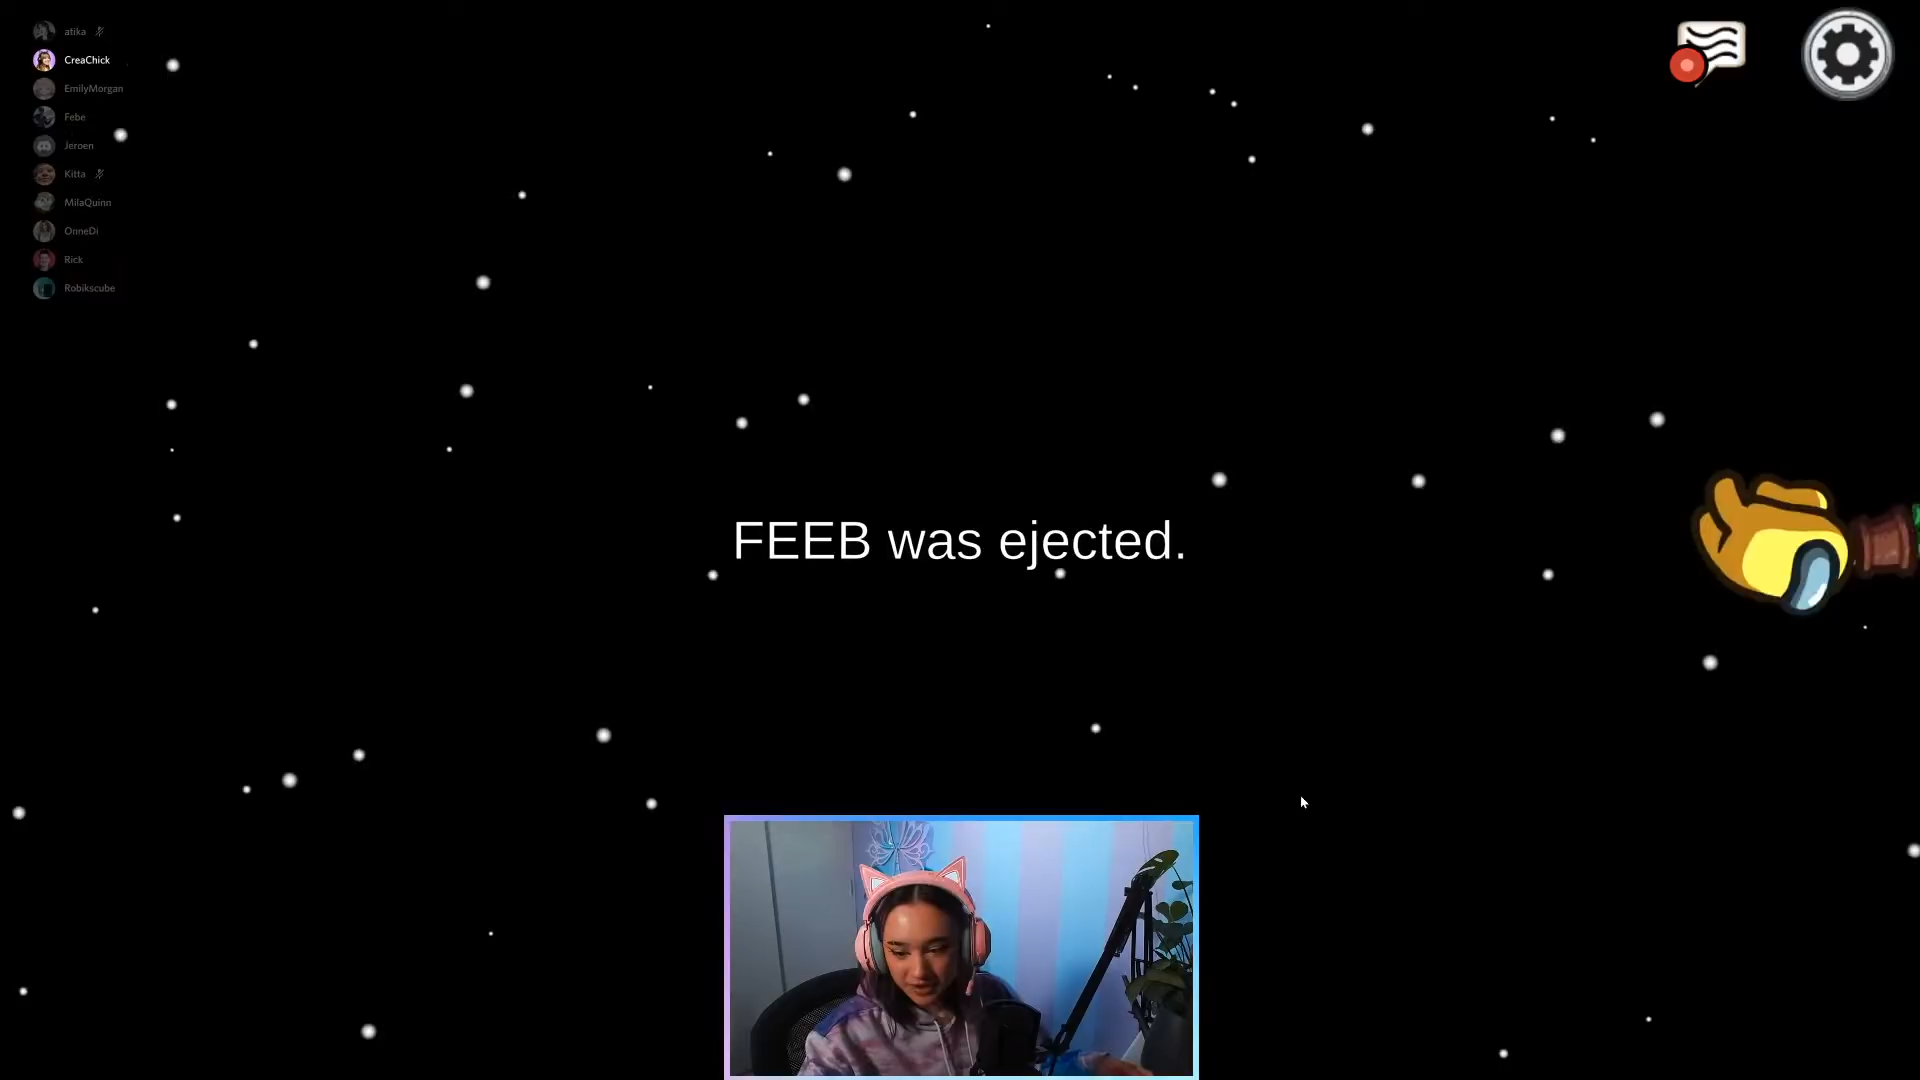 atika
CreaChick
EmilyMorgan
Febe
Jeroen
Kitta
MilaQuinn
OnneDi
Rick
Robikscube
FEEB was ejected.